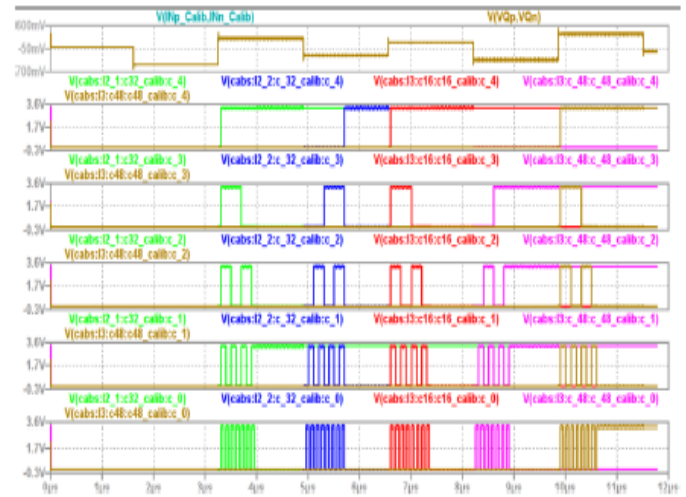 V(INp_Calib,INn_Calib) V(VQp,VQn)
600mV
-50mV
700mV
V(cabs:I2_1:c32_calib:c_4) V(cabs:I2_2:c_32_calib:c_4) V(cabs:I3:c16:c16_calib:c_4) V(cabs:I3:c_48:c_48_calib:c_4)
V(cabs:I3:c48:c48_calib:c_4)
3.6V
1.7V
-0.3V
V(cabs:I2_1:c32_calib:c_3) V(cabs:I2_2:c_32_calib:c_3) V(cabs:I3:c16:c16_calib:c_3) V(cabs:I3:c_48:c_48_calib:c_3)
V(cabs:I3:c48:c48_calib:c_3)
3.6V
1.7V
-0.3V
V(cabs:I2_1:c32_calib:c_2) V(cabs:I2_2:c_32_calib:c_2) V(cabs:I3:c16:c16_calib:c_2) V(cabs:I3:c_48:c_48_calib:c_2)
V(cabs:I3:c48:c48_calib:c_2)
3.6V
1.7V
-0.3V
V(cabs:I2_1:c32_calib:c_1) V(cabs:I2_2:c_32_calib:c_1) V(cabs:I3:c16:c16_calib:c_1) V(cabs:I3:c_48:c_48_calib:c_1)
V(cabs:I3:c48:c48_calib:c_1)
3.6V
1.7V
-0.3V
V(cabs:I2_1:c32_calib:c_0) V(cabs:I2_2:c_32_calib:c_0) V(cabs:I3:c16:c16_calib:c_0) V(cabs:I3:c_48:c_48_calib:c_0)
V(cabs:I3:c48:c48_calib:c_0)
3.6V
1.7V
-0.3V
0µs 1µs 2µs 3µs 4µs 5µs 6µs 7µs 8µs 9µs 10µs 11µs 12µs